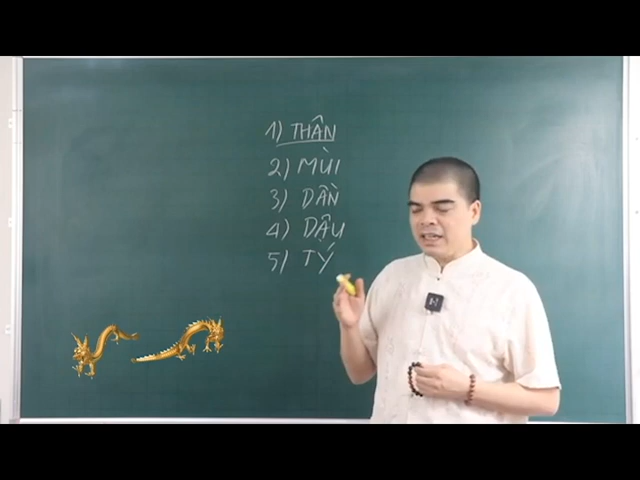 1) THÂN
2) MÙI
3) DẦN
4) DẬU
5) TÝ